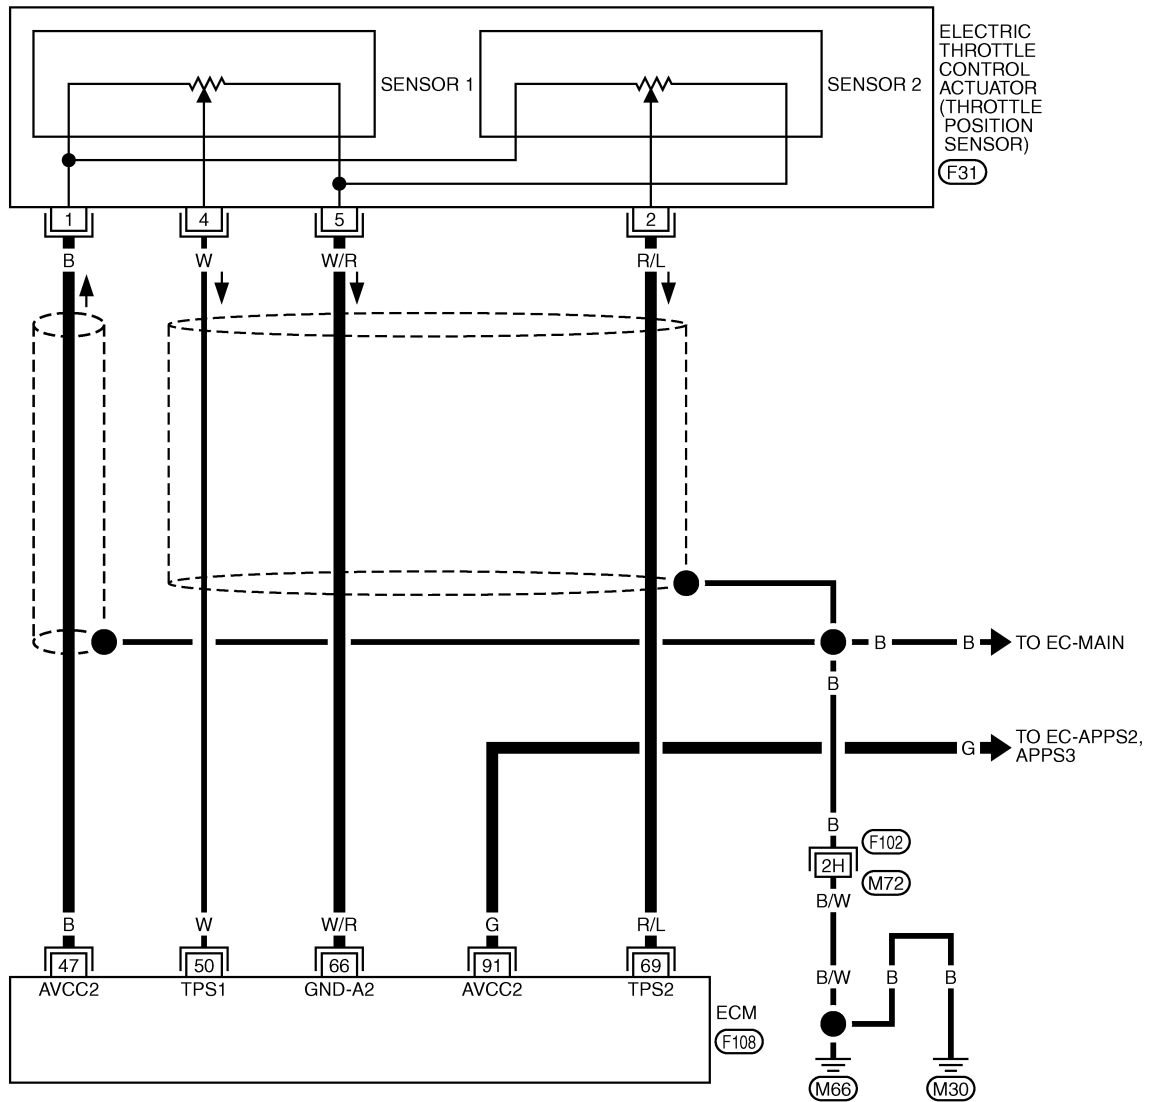 ELECTRIC
THROTTLE
CONTROL
ACTUATOR
(THROTTLE
POSITION
SENSOR)
F31
SENSOR 1
SENSOR 2
1 4 5 2
B W W/R R/L
B B TO EC-MAIN
B
G TO EC-APPS2,
APPS3
B
F102
2H
M72
B/W
B W W/R G R/L
47 50 66 91 69
AVCC2 TPS1 GND-A2 AVCC2 TPS2
B/W B B
ECM
F108
M66 M30